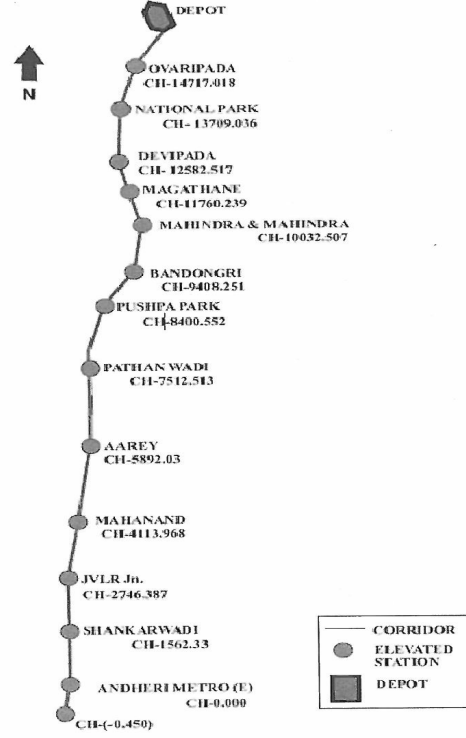 DEPOT
OVARIPADA
CH-14717.018
N
NATIONAL PARK
CH- 13709.036
DEVIPADA
CH- 12582.517
MAGATHANE
CH-11760.239
MAHINDRA & MAHINDRA
CH-10032.507
BANDONGRI
CH-9408.251
PUSHPA PARK
CH-8400.552
PATHAN WADI
CH-7512.513
AAREY
CH-5892.03
MAHANAND
CH-4113.968
JVLR Jn.
CH-2746.387
SHANKARWADI
CH-1562.33
ANDHERI METRO (E)
CH-0.000
CH-(-0.450)
CORRIDOR
ELEVATED
STATION
DEPOT